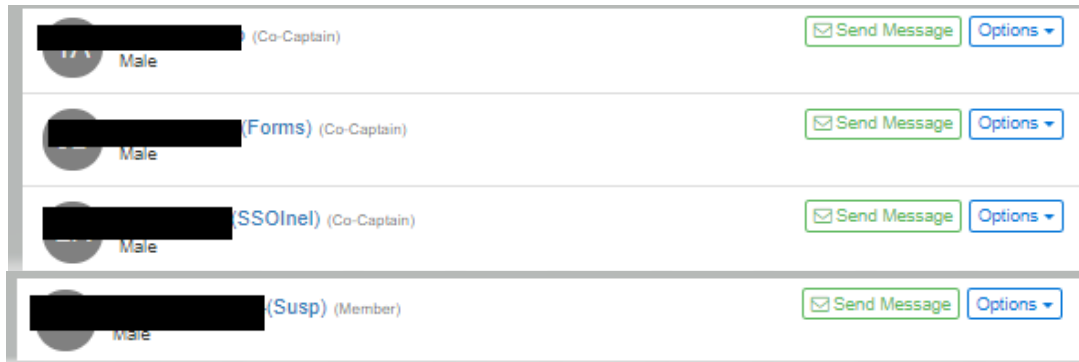 (Co-Captain) Send Message Options
Male
(Forms) (Co-Captain) Send Message Options
Male
(SSOInel) (Co-Captain) Send Message Options
Male
(Susp) (Member) Send Message Options
Male